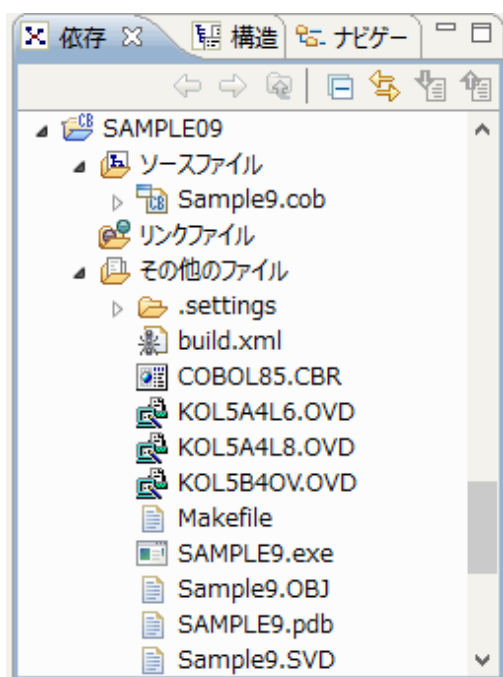 依存 構造 ナビゲー
SAMPLE09
ソースファイル
Sample9.cob
リンクファイル
その他のファイル
.settings
build.xml
COBOL85.CBR
KOL5A4L6.OVD
KOL5A4L8.OVD
KOL5B4OV.OVD
Makefile
SAMPLE9.exe
Sample9.OBJ
SAMPLE9.pdb
Sample9.SVD